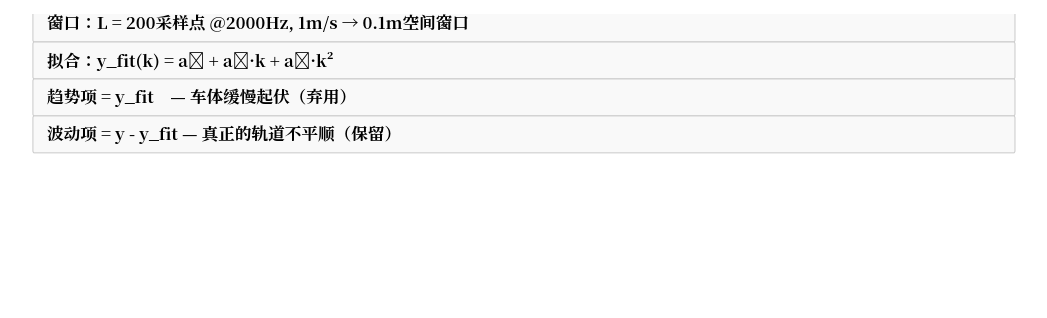 窗口：L = 200采样点 @2000Hz, 1m/s → 0.1m空间窗口
拟合：y_fit(k) = a + a·k + a·k²
趋势项 = y_fit — 车体缓慢起伏（弃用）
波动项 = y - y_fit — 真正的轨道不平顺（保留）